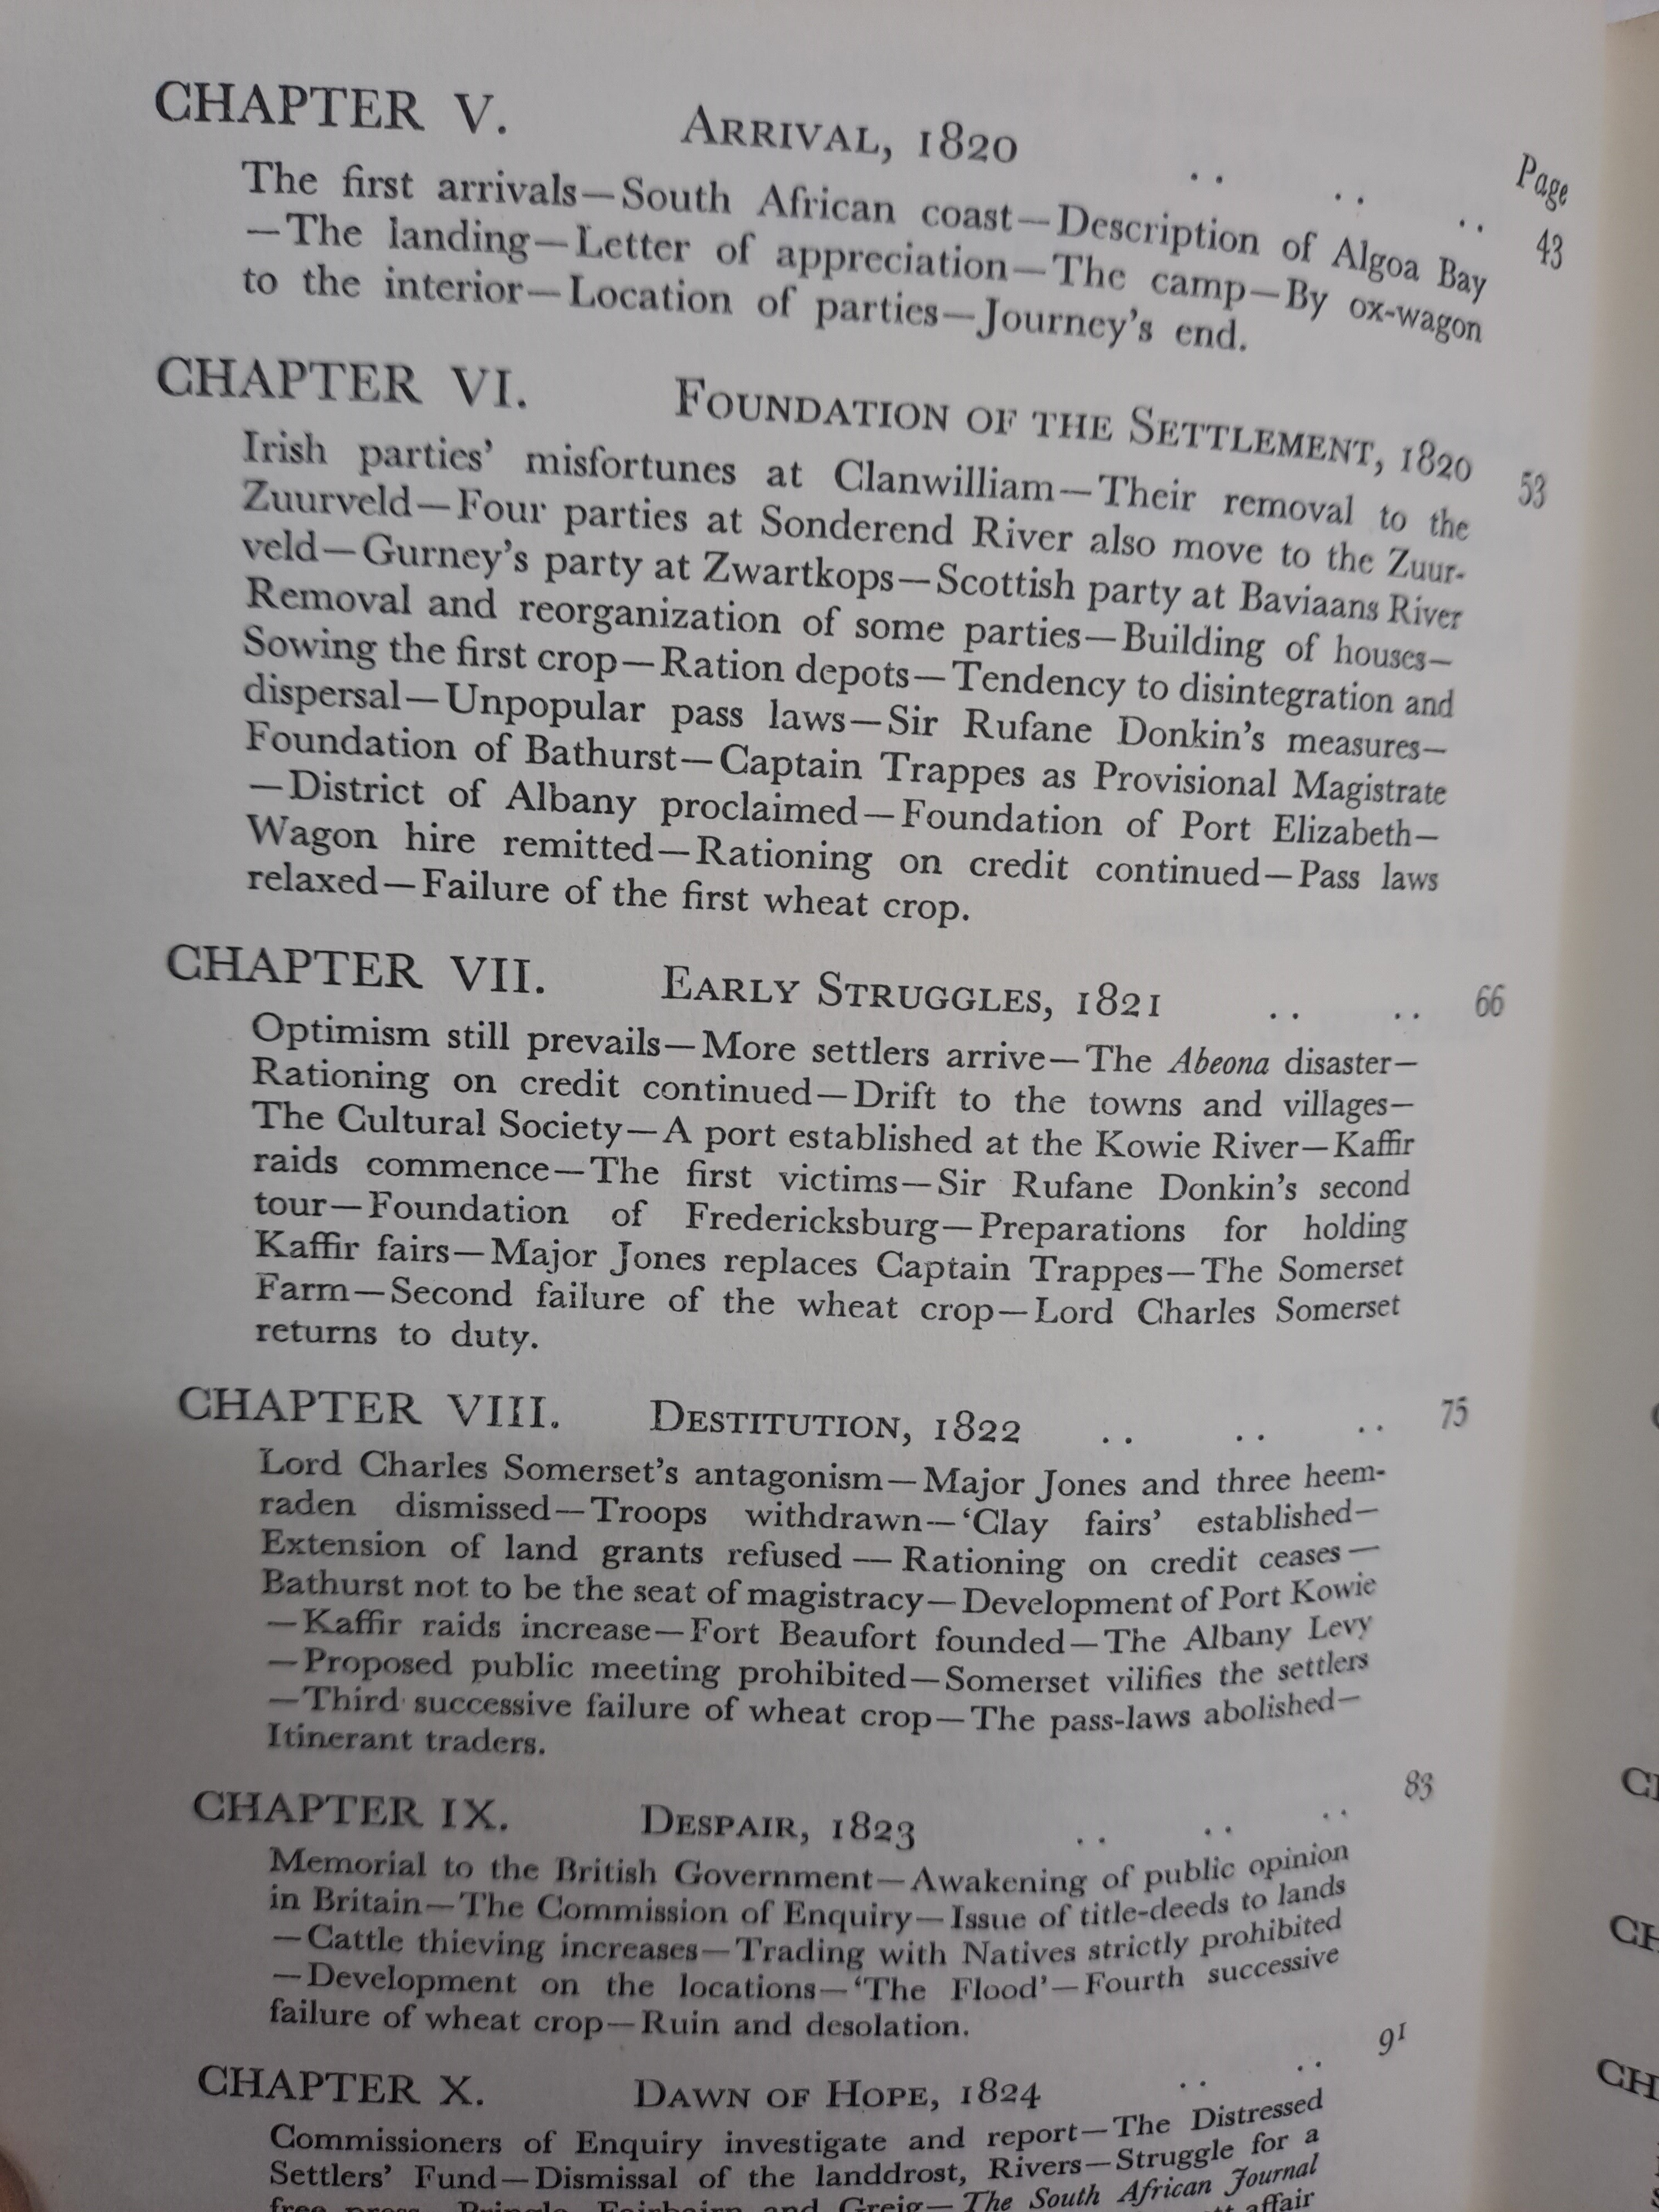 Page
CHAPTER V. ARRIVAL, 1820 .. .. .. 43
The first arrivals—South African coast—Description of Algoa Bay
—The landing—Letter of appreciation—The camp—By ox-wagon
to the interior—Location of parties—Journey's end.
CHAPTER VI. FOUNDATION OF THE SETTLEMENT, 1820 53
Irish parties' misfortunes at Clanwilliam—Their removal to the
Zuurveld—Four parties at Sonderend River also move to the Zuur-
veld—Gurney's party at Zwartkops—Scottish party at Baviaans River
Removal and reorganization of some parties—Building of houses—
Sowing the first crop—Ration depots—Tendency to disintegration and
dispersal—Unpopular pass laws—Sir Rufane Donkin's measures—
Foundation of Bathurst—Captain Trappes as Provisional Magistrate
—District of Albany proclaimed—Foundation of Port Elizabeth—
Wagon hire remitted—Rationing on credit continued—Pass laws
relaxed—Failure of the first wheat crop.
CHAPTER VII. EARLY STRUGGLES, 1821 .. .. 66
Optimism still prevails—More settlers arrive—The Abeona disaster—
Rationing on credit continued—Drift to the towns and villages—
The Cultural Society—A port established at the Kowie River—Kaffir
raids commence—The first victims—Sir Rufane Donkin's second
tour—Foundation of Fredericksburg—Preparations for holding
Kaffir fairs—Major Jones replaces Captain Trappes—The Somerset
Farm—Second failure of the wheat crop—Lord Charles Somerset
returns to duty.
CHAPTER VIII. DESTITUTION, 1822 .. .. .. 75
Lord Charles Somerset's antagonism—Major Jones and three heem-
raden dismissed—Troops withdrawn—'Clay fairs' established—
Extension of land grants refused — Rationing on credit ceases —
Bathurst not to be the seat of magistracy—Development of Port Kowie
—Kaffir raids increase—Fort Beaufort founded—The Albany Levy
—Proposed public meeting prohibited—Somerset vilifies the settlers
—Third successive failure of wheat crop—The pass-laws abolished—
Itinerant traders.
CHAPTER IX. DESPAIR, 1823 .. .. .. 83
Memorial to the British Government—Awakening of public opinion
in Britain—The Commission of Enquiry—Issue of title-deeds to lands
—Cattle thieving increases—Trading with Natives strictly prohibited
—Development on the locations—'The Flood'—Fourth successive
failure of wheat crop—Ruin and desolation.
CHAPTER X. DAWN OF HOPE, 1824 .. .. 91
Commissioners of Enquiry investigate and report—The Distressed
Settlers' Fund—Dismissal of the landdrost, Rivers—Struggle for a
free press—Pringle, Fairbairn and Greig—The South African Journal
affair